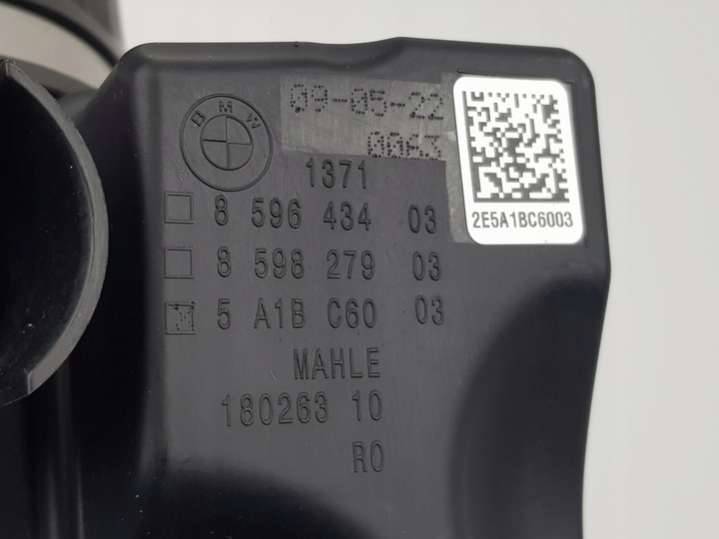 BMW
09-05-22
0063
1371
8 596 434 03
8 598 279 03
5 A1B C60 03
2E5A1BC6003
MAHLE
180263 10
RO